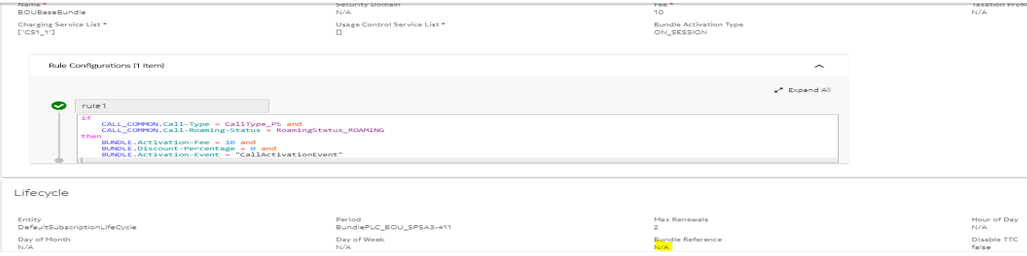 Name * Security Domain Fee * Taxation Profi
BOUBaseBundle N/A 10 N/A
Charging Service List * Usage Control Service List * Bundle Activation Type
["CS1_1"] [] ON_SESSION
Rule Configurations (1 Item)
Expand All
rule1
if
CALL_COMMON.Call-Type = CallType_PS and
CALL_COMMON.Call-Roaming-Status = RoamingStatus_ROAMING
then
BUNDLE.Activation-Fee = 10 and
BUNDLE.Discount-Percentage = 0 and
BUNDLE.Activation-Event = "CallActivationEvent"
Lifecycle
Entity Period Max Renewals Hour of Day
DefaultSubscriptionLifeCycle BundlePLC_BOU_SPSA3-411 2 N/A
Day of Month Day of Week Bundle Reference Disable TTC
N/A N/A N/A false